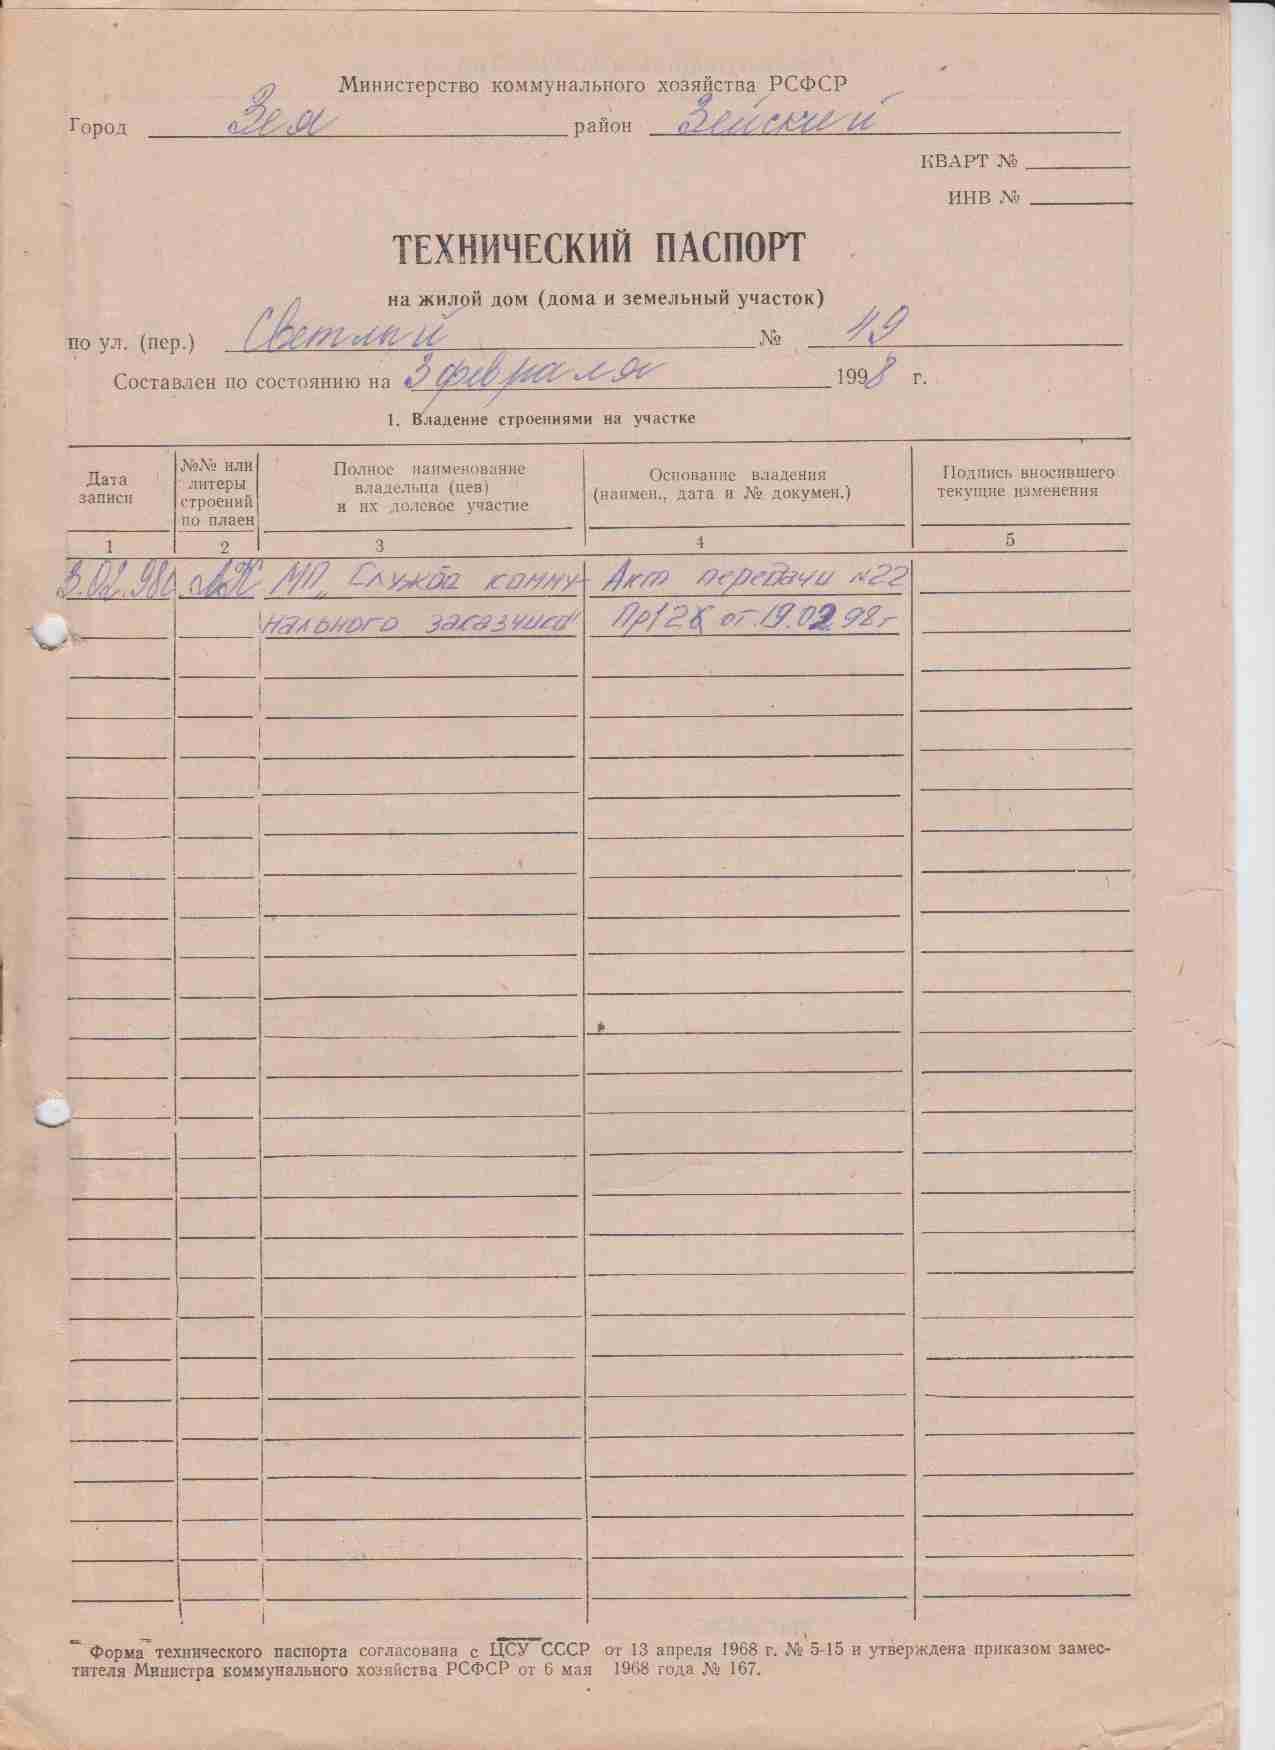 Министерство коммунального хозяйства РСФСР
Город Зея район Зейский
КВАРТ №
ИНВ №
ТЕХНИЧЕСКИЙ ПАСПОРТ
на жилой дом (дома и земельный участок)
по ул. (пер.) Светлый № 49
Составлен по состоянию на 3 февраля 1998 г.
1. Владение строениями на участке
Дата записи
№№ или литеры строений по плаен
Полное наименование владельца (цев) и их долевое участие
Основание владения (наимен., дата и № докумен.)
Подпись вносившего текущие изменения
1 2 3 4 5
3.02.98г МП „Служба комму- Акт передачи №22
нального заказчика" от 19.02.98г
Форма технического паспорта согласована с ЦСУ СССР от 13 апреля 1968 г. № 5-15 и утверждена приказом замес-
тителя Министра коммунального хозяйства РСФСР от 6 мая 1968 года № 167.